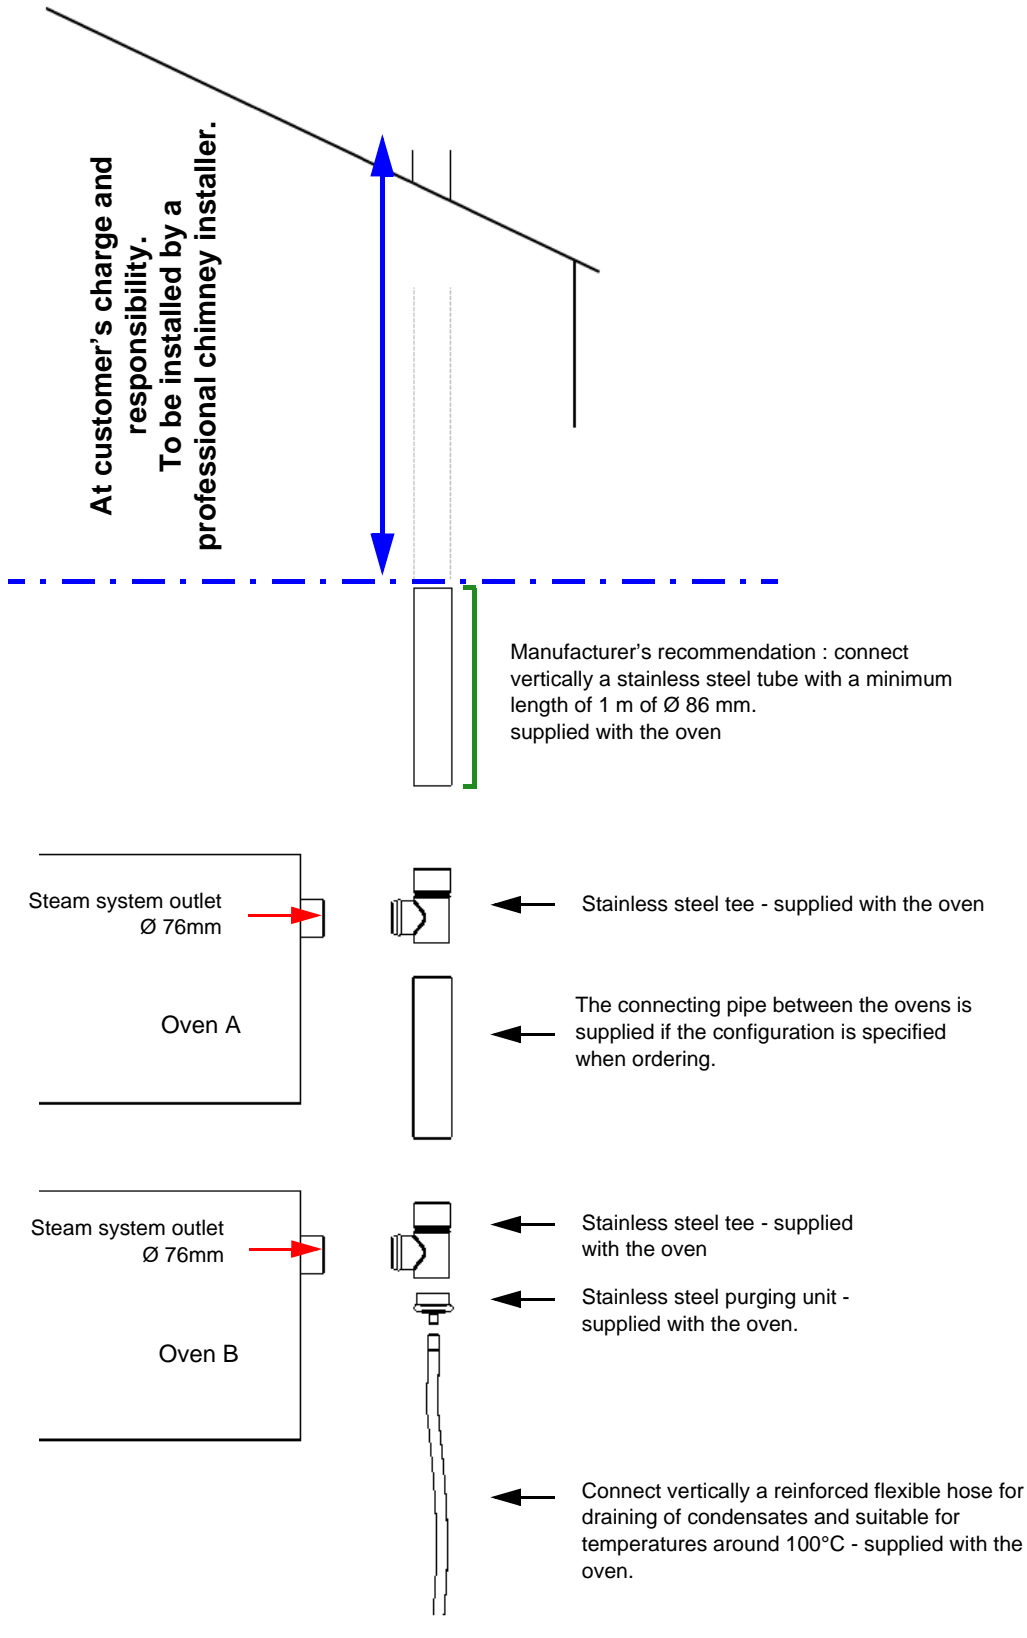 At customer's charge and
responsibility.
To be installed by a
professional chimney installer.
Manufacturer's recommendation : connect
vertically a stainless steel tube with a minimum
length of 1 m of Ø 86 mm.
supplied with the oven
Steam system outlet
Ø 76mm
Oven A
Stainless steel tee - supplied with the oven
The connecting pipe between the ovens is
supplied if the configuration is specified
when ordering.
Steam system outlet
Ø 76mm
Oven B
Stainless steel tee - supplied
with the oven
Stainless steel purging unit -
supplied with the oven.
Connect vertically a reinforced flexible hose for
draining of condensates and suitable for
temperatures around 100°C - supplied with the
oven.